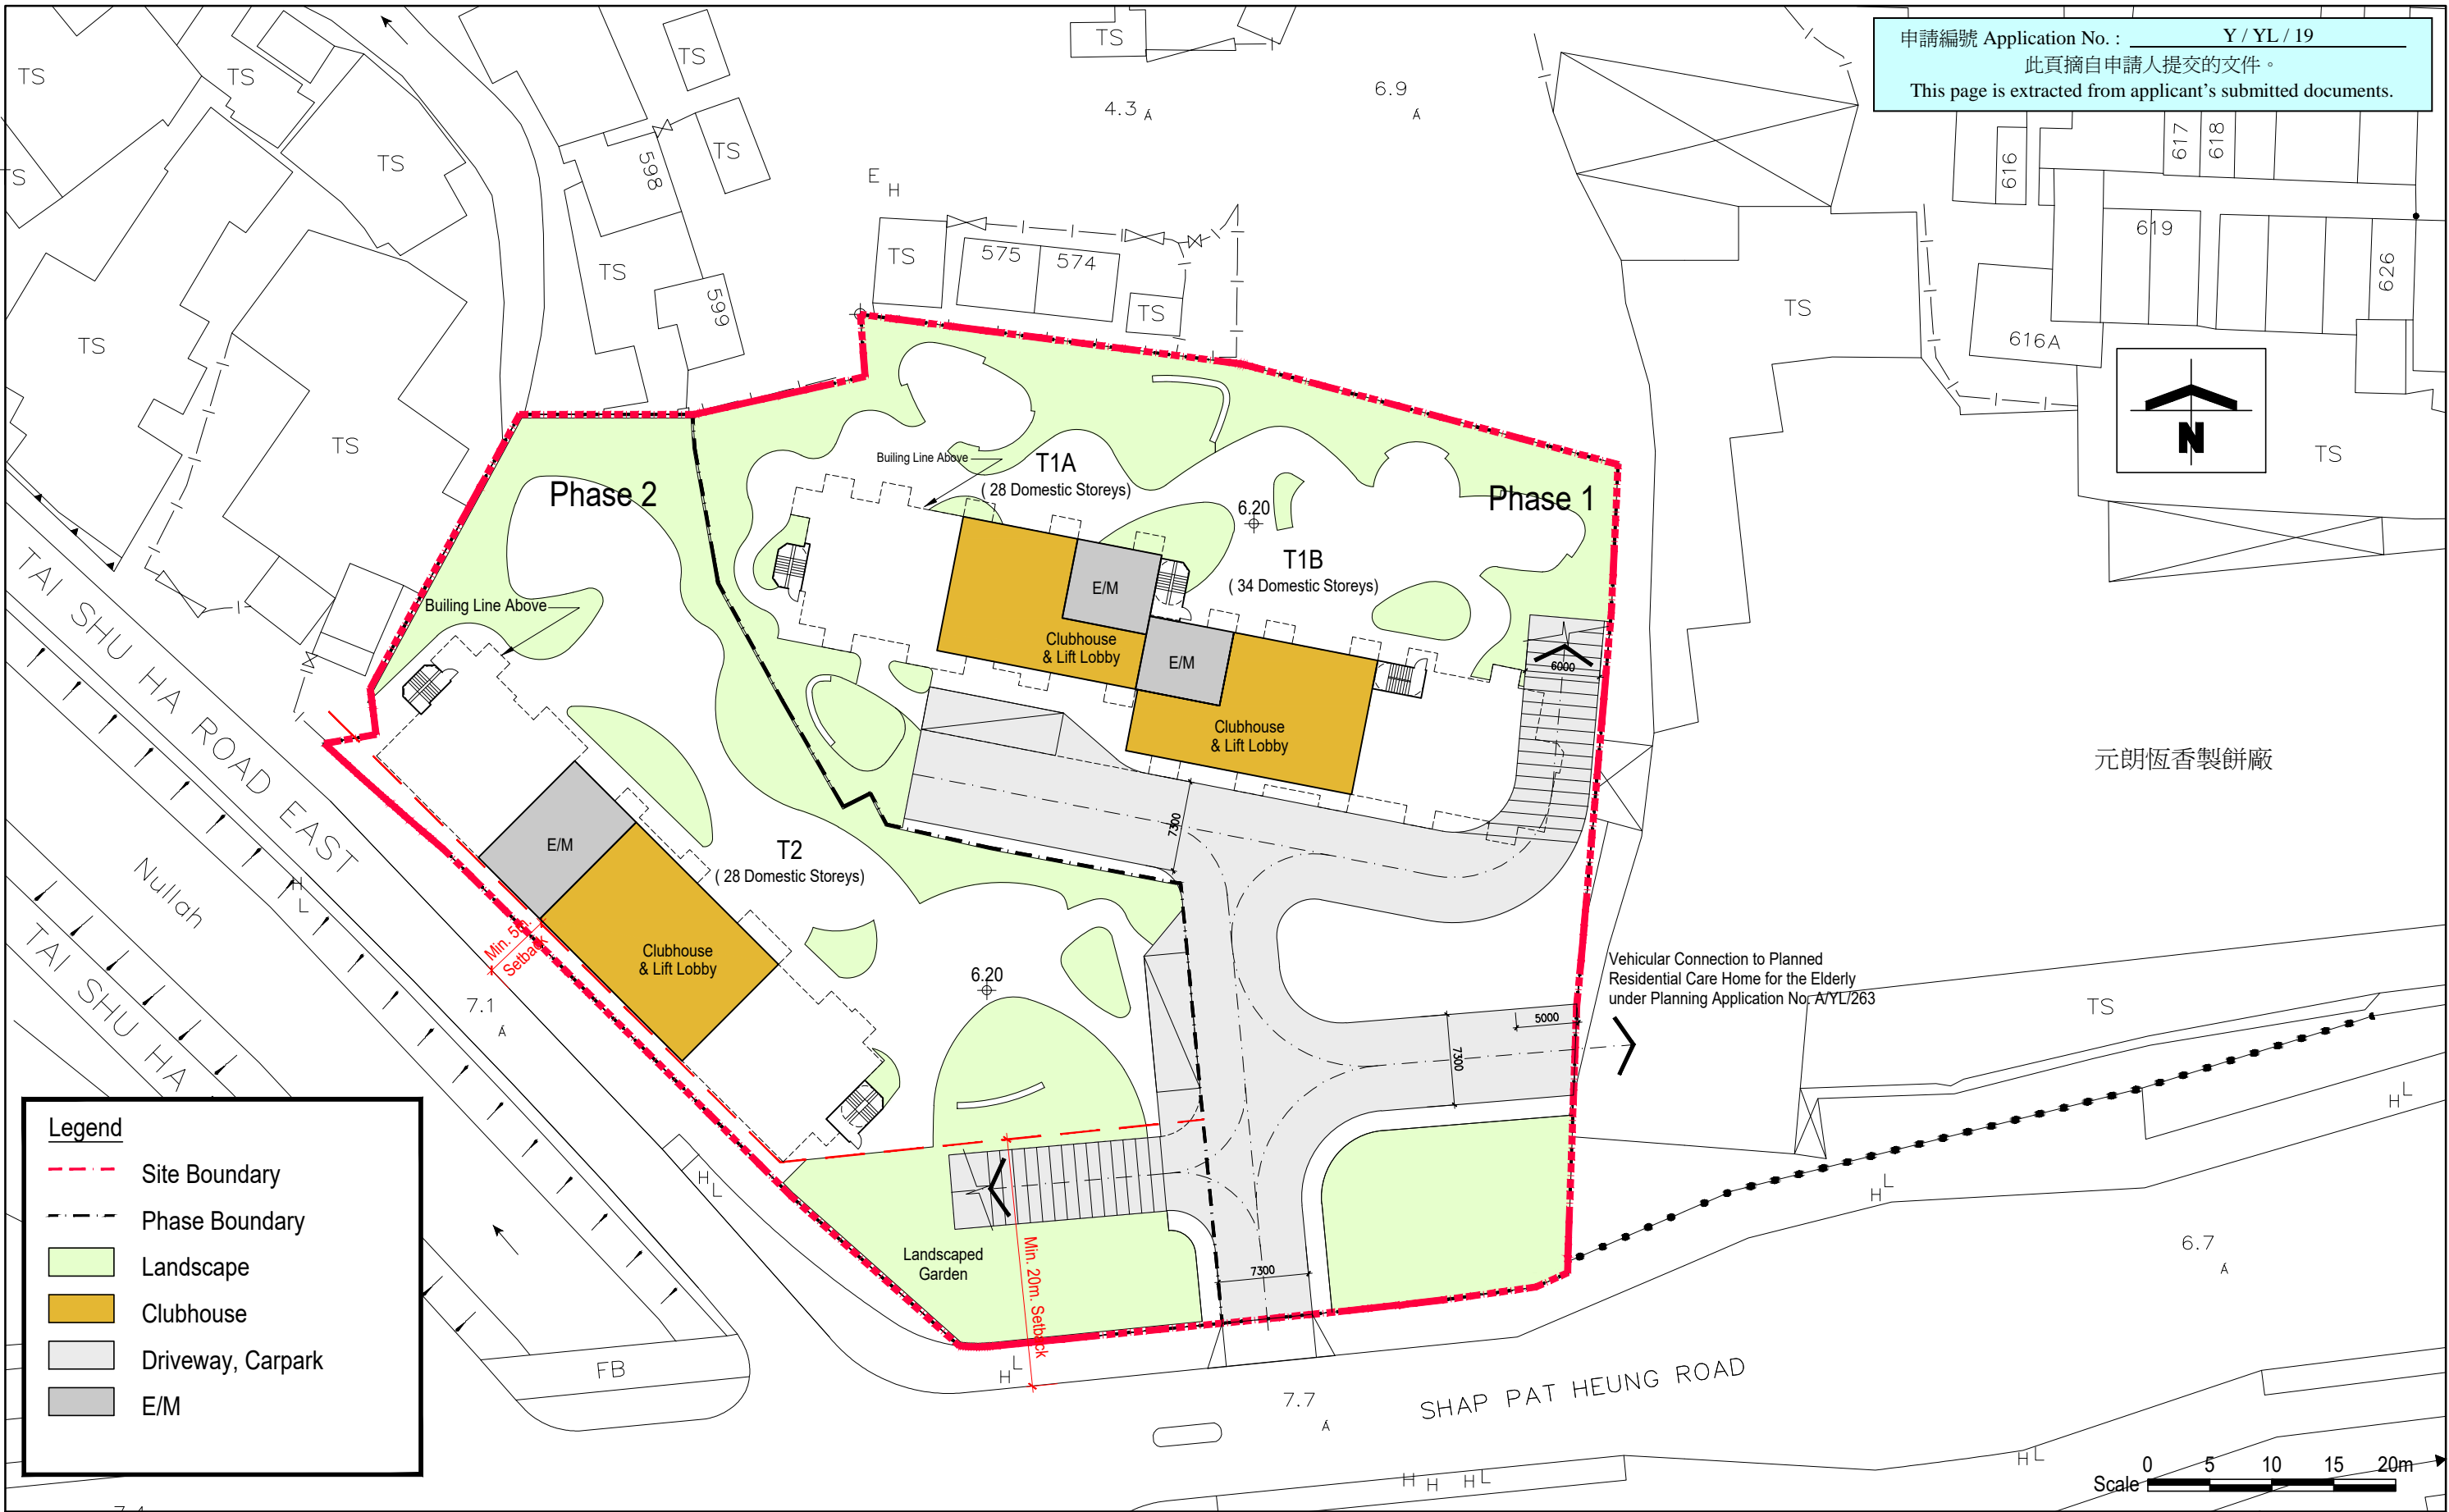 申請編號 Application No. : Y / YL / 19
此頁摘自申請人提交的文件。
This page is extracted from applicant's submitted documents.
TS
TS
TS
TS
TS
TS
TS
598
TS
TS
599
TS
4.3
6.9
E
H
TS
575
574
TS
TS
616
617
618
619
616A
626
TS
N
Phase 2
Phase 1
Builing Line Above
T1A
( 28 Domestic Storeys)
6.20
T1B
( 34 Domestic Storeys)
E/M
Clubhouse
& Lift Lobby
E/M
Clubhouse
& Lift Lobby
6000
Builing Line Above
7300
元朗恆香製餅廠
TAI SHU HA ROAD EAST
Nullah
H
L
TAI SHU HA
E/M
T2
( 28 Domestic Storeys)
Clubhouse
& Lift Lobby
Min. 5m.
Setback
7.1
6.20
Vehicular Connection to Planned
Residential Care Home for the Elderly
under Planning Application No. A/YL/263
5000
7300
TS
H L
H L
H L
Landscaped
Garden
Min. 20m. Setback
7300
H L
6.7
FB
7.7
SHAP PAT HEUNG ROAD
H H H L
H L
Legend
Site Boundary
Phase Boundary
Landscape
Clubhouse
Driveway, Carpark
E/M
Scale 0 5 10 15 20m